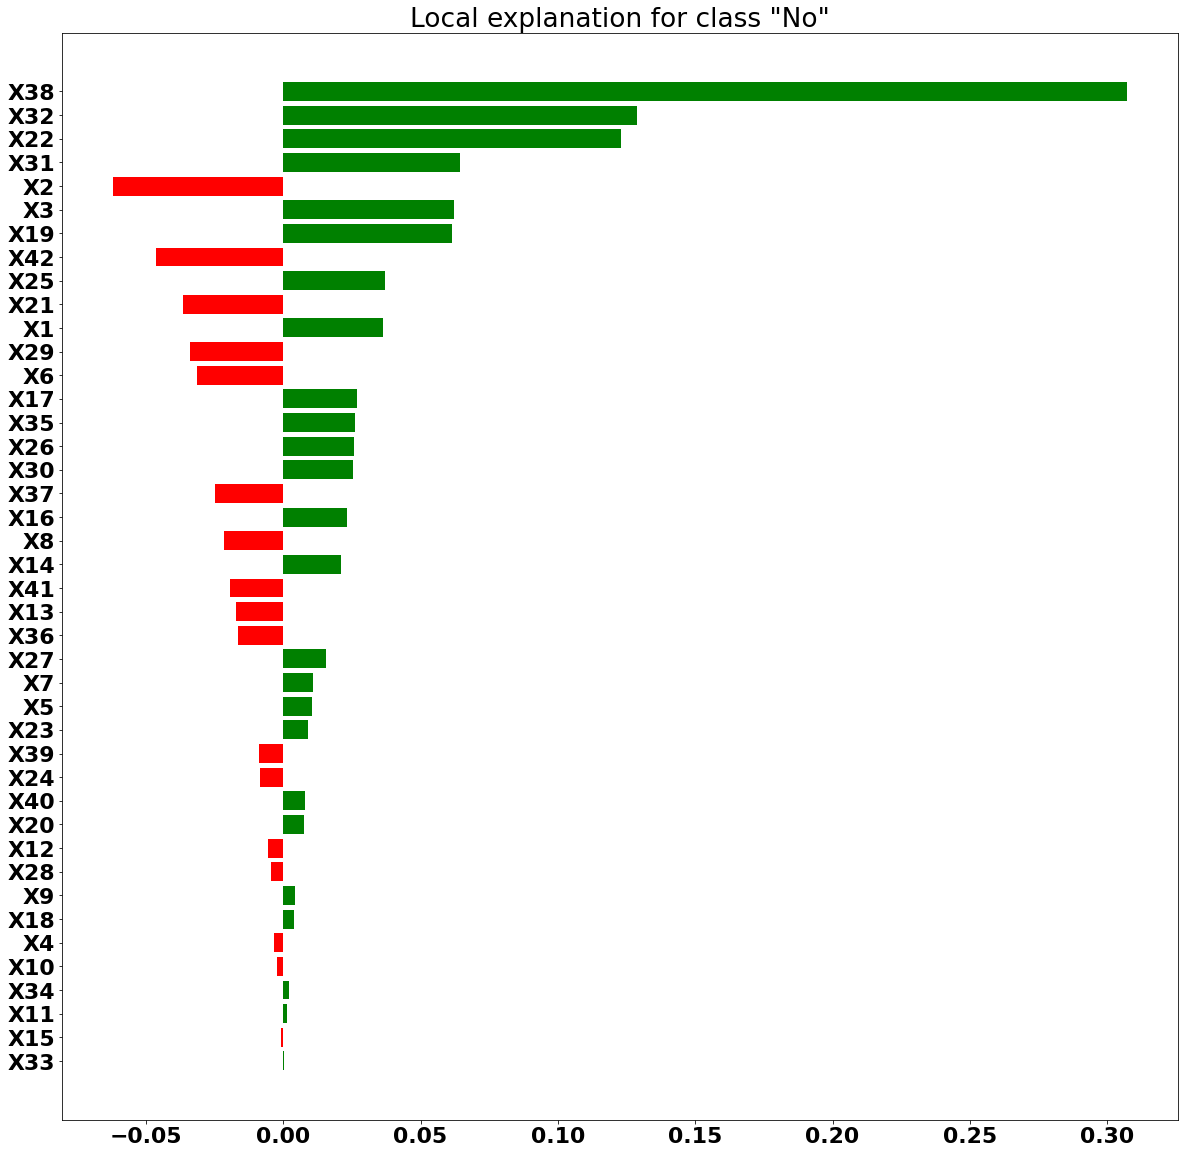 Local explanation for class "No"
X38
X32
X22
X31
X2
X3
X19
X42
X25
X21
X1
X29
X6
X17
X35
X26
X30
X37
X16
X8
X14
X41
X13
X36
X27
X7
X5
X23
X39
X24
X40
X20
X12
X28
X9
X18
X4
X10
X34
X11
X15
X33
−0.05 0.00 0.05 0.10 0.15 0.20 0.25 0.30